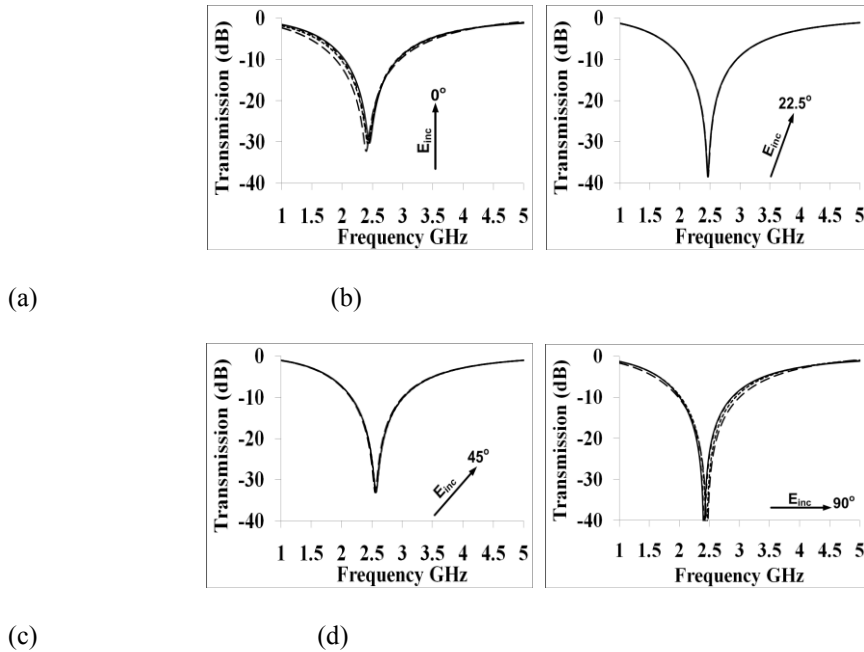 Transmission (dB)
0
-10
-20
-30
-40
1 1.5 2 2.5 3 3.5 4 4.5 5
Frequency GHz
Einc
0°
Transmission (dB)
0
-10
-20
-30
-40
1 1.5 2 2.5 3 3.5 4 4.5 5
Frequency GHz
Einc
22.5°
(a) (b)
Transmission (dB)
0
-10
-20
-30
-40
1 1.5 2 2.5 3 3.5 4 4.5 5
Frequency GHz
Einc
45°
Transmission (dB)
0
-10
-20
-30
-40
1 1.5 2 2.5 3 3.5 4 4.5 5
Frequency GHz
Einc 90°
(c) (d)